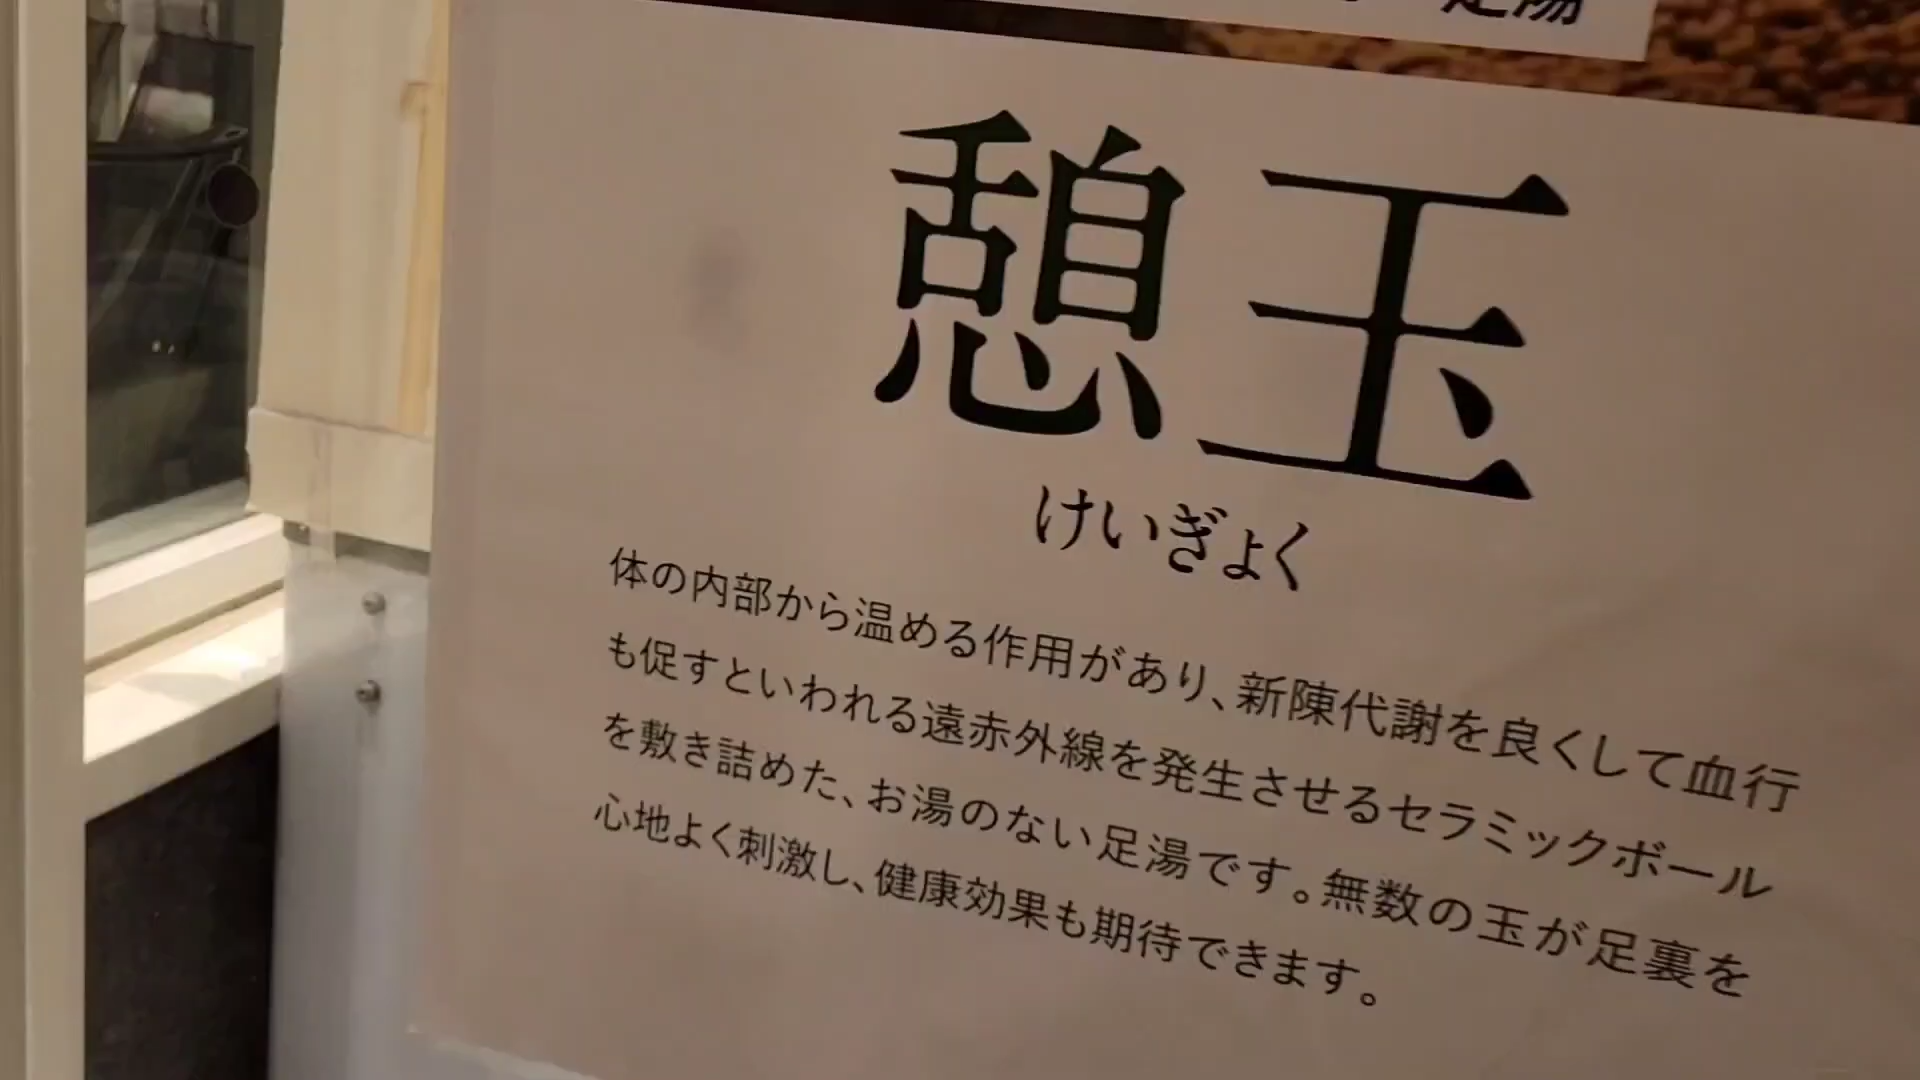 足湯
憩玉
けいぎょく
体の内部から温める作用があり、新陳代謝を良くして血行
も促すといわれる遠赤外線を発生させるセラミックボール
を敷き詰めた、お湯のない足湯です。無数の玉が足裏を
心地よく刺激し、健康効果も期待できます。